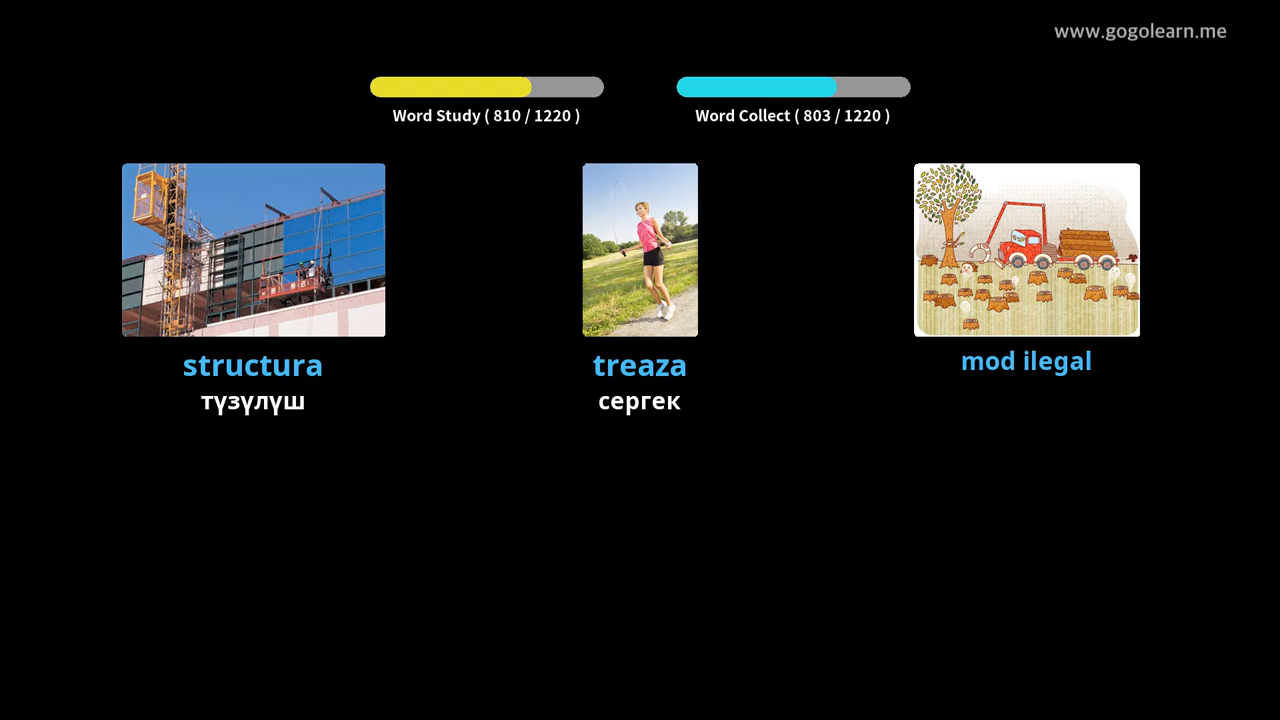 www.gogolearn.me
Word Study ( 810 / 1220 )
Word Collect ( 803 / 1220 )
structura
түзүлүш
treaza
сергек
mod ilegal